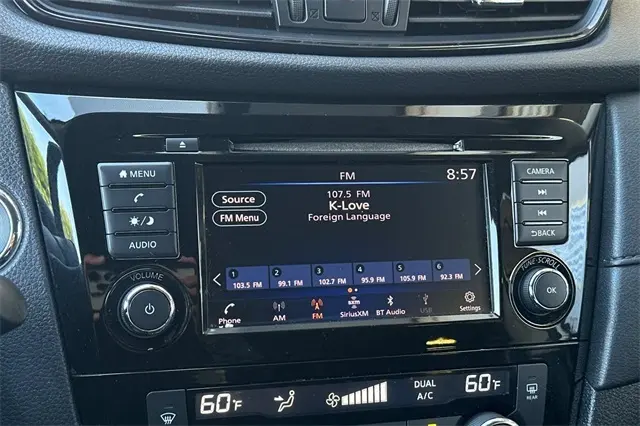 MENU
AUDIO
VOLUME
FM
8:57
Source
FM Menu
107.5 FM
K-Love
Foreign Language
1 2 3 4 5 6
103.5 FM 99.1 FM 102.7 FM 95.9 FM 105.9 FM 92.3 FM
Phone AM FM SiriusXM BT Audio USB Settings
sxm
CAMERA
BACK
TUNE·SCROLL
OK
60°F
DUAL
A/C
60°F
REAR